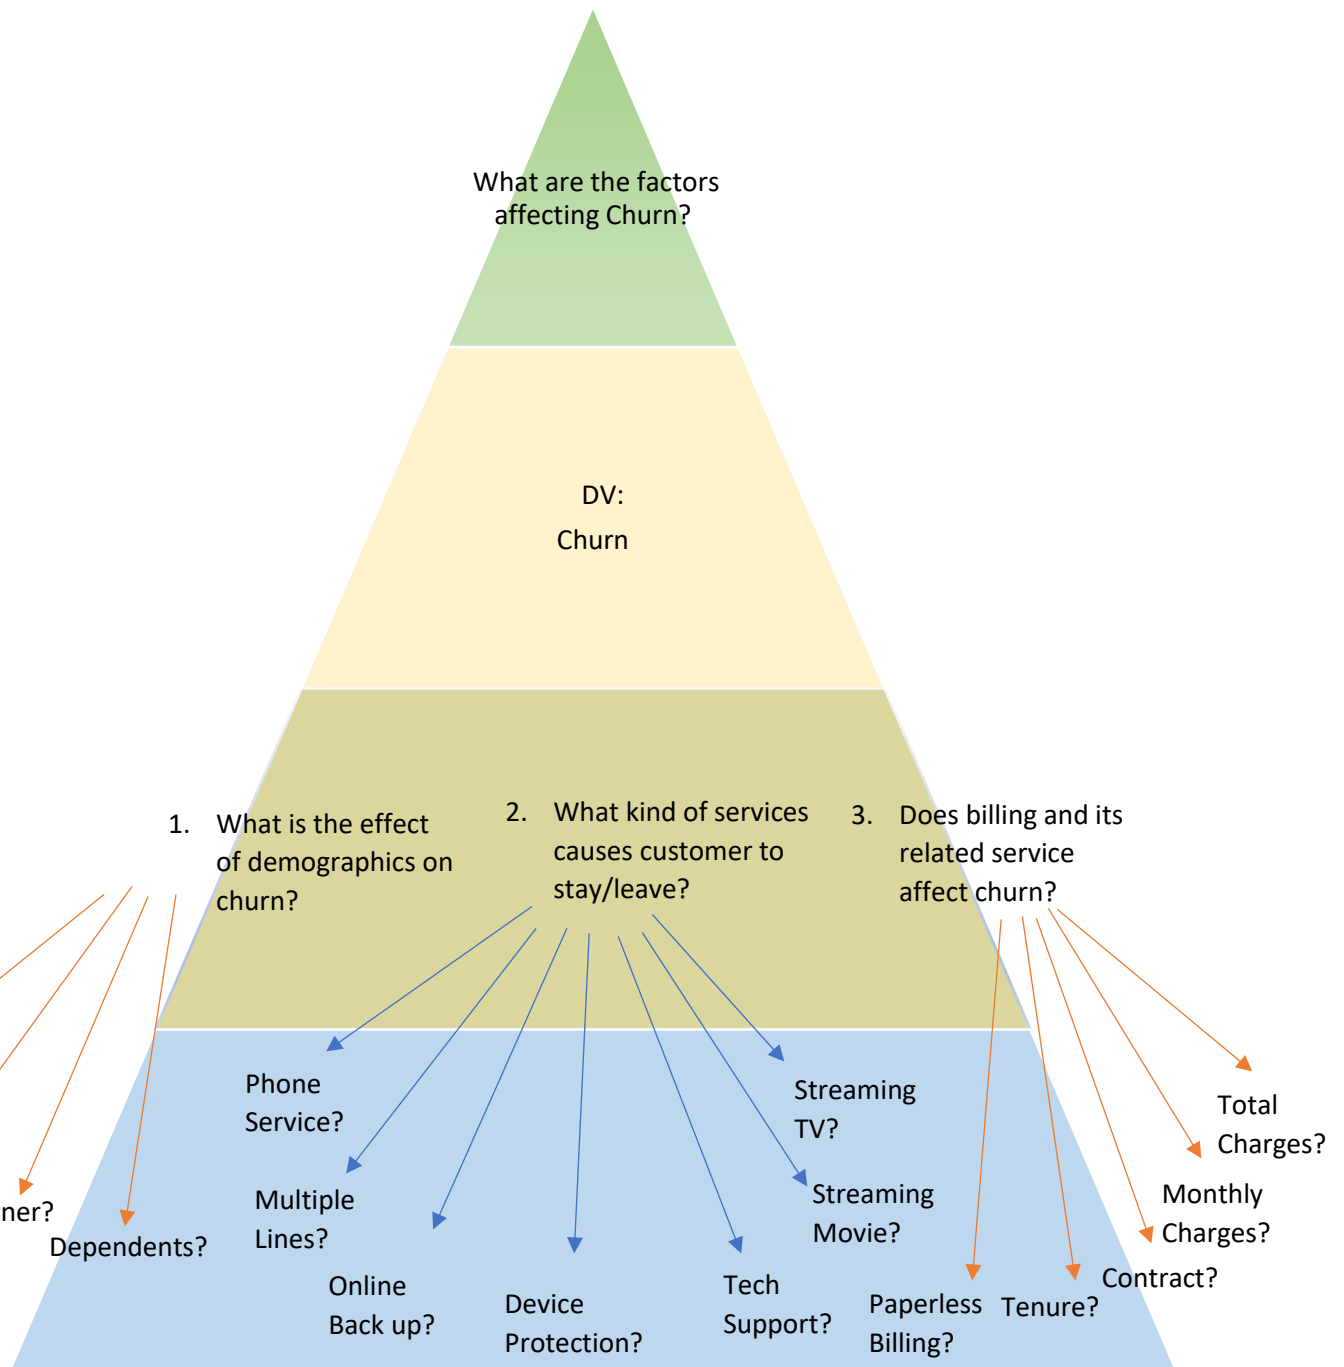 What are the factors
affecting Churn?
DV:
Churn
1. What is the effect
of demographics on
churn?
2. What kind of services
causes customer to
stay/leave?
3. Does billing and its
related service
affect churn?
ner?
Dependents?
Phone
Service?
Multiple
Lines?
Online
Back up?
Device
Protection?
Tech
Support?
Streaming
TV?
Streaming
Movie?
Paperless
Billing?
Tenure?
Contract?
Monthly
Charges?
Total
Charges?